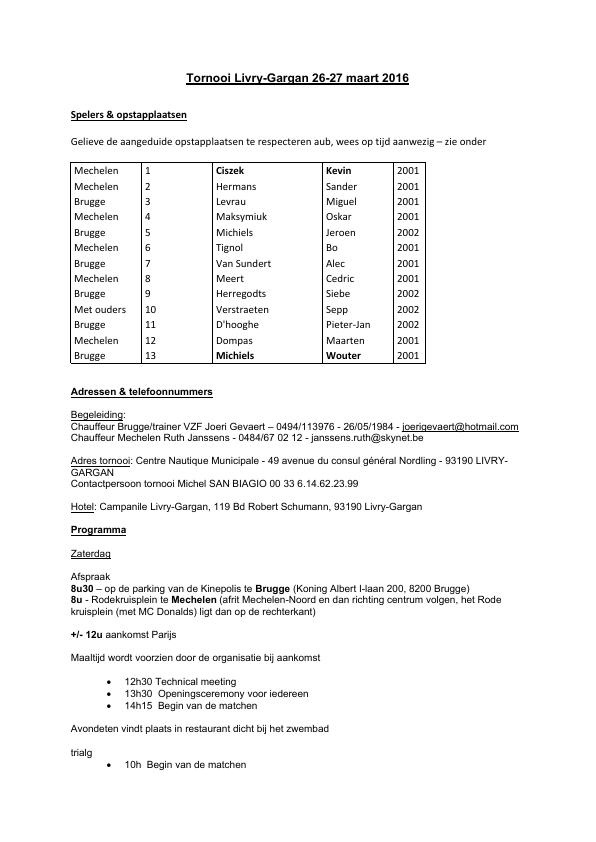 Tornooi Livry-Gargan 26-27 maart 2016
Spelers & opstapplaatsen
Gelieve de aangeduide opstapplaatsen te respecteren aub, wees op tijd aanwezig – zie onder
Mechelen 1 Ciszek Kevin 2001
Mechelen 2 Hermans Sander 2001
Brugge 3 Levrau Miguel 2001
Mechelen 4 Maksymiuk Oskar 2001
Brugge 5 Michiels Jeroen 2002
Mechelen 6 Tignol Bo 2001
Brugge 7 Van Sundert Alec 2001
Mechelen 8 Meert Cedric 2001
Brugge 9 Herregodts Siebe 2002
Met ouders 10 Verstraeten Sepp 2002
Brugge 11 D'hooghe Pieter-Jan 2002
Mechelen 12 Dompas Maarten 2001
Brugge 13 Michiels Wouter 2001
Adressen & telefoonnummers
Begeleiding:
Chauffeur Brugge/trainer VZF Joeri Gevaert – 0494/113976 - 26/05/1984 - joerigevaert@hotmail.com
Chauffeur Mechelen Ruth Janssens - 0484/67 02 12 - janssens.ruth@skynet.be
Adres tornooi: Centre Nautique Municipale - 49 avenue du consul général Nordling - 93190 LIVRY-
GARGAN
Contactpersoon tornooi Michel SAN BIAGIO 00 33 6.14.62.23.99
Hotel: Campanile Livry-Gargan, 119 Bd Robert Schumann, 93190 Livry-Gargan
Programma
Zaterdag
Afspraak
8u30 – op de parking van de Kinepolis te Brugge (Koning Albert I-laan 200, 8200 Brugge)
8u - Rodekruisplein te Mechelen (afrit Mechelen-Noord en dan richting centrum volgen, het Rode
kruisplein (met MC Donalds) ligt dan op de rechterkant)
+/- 12u aankomst Parijs
Maaltijd wordt voorzien door de organisatie bij aankomst
• 12h30 Technical meeting
• 13h30 Openingsceremony voor iedereen
• 14h15 Begin van de matchen
Avondeten vindt plaats in restaurant dicht bij het zwembad
trialg
• 10h Begin van de matchen